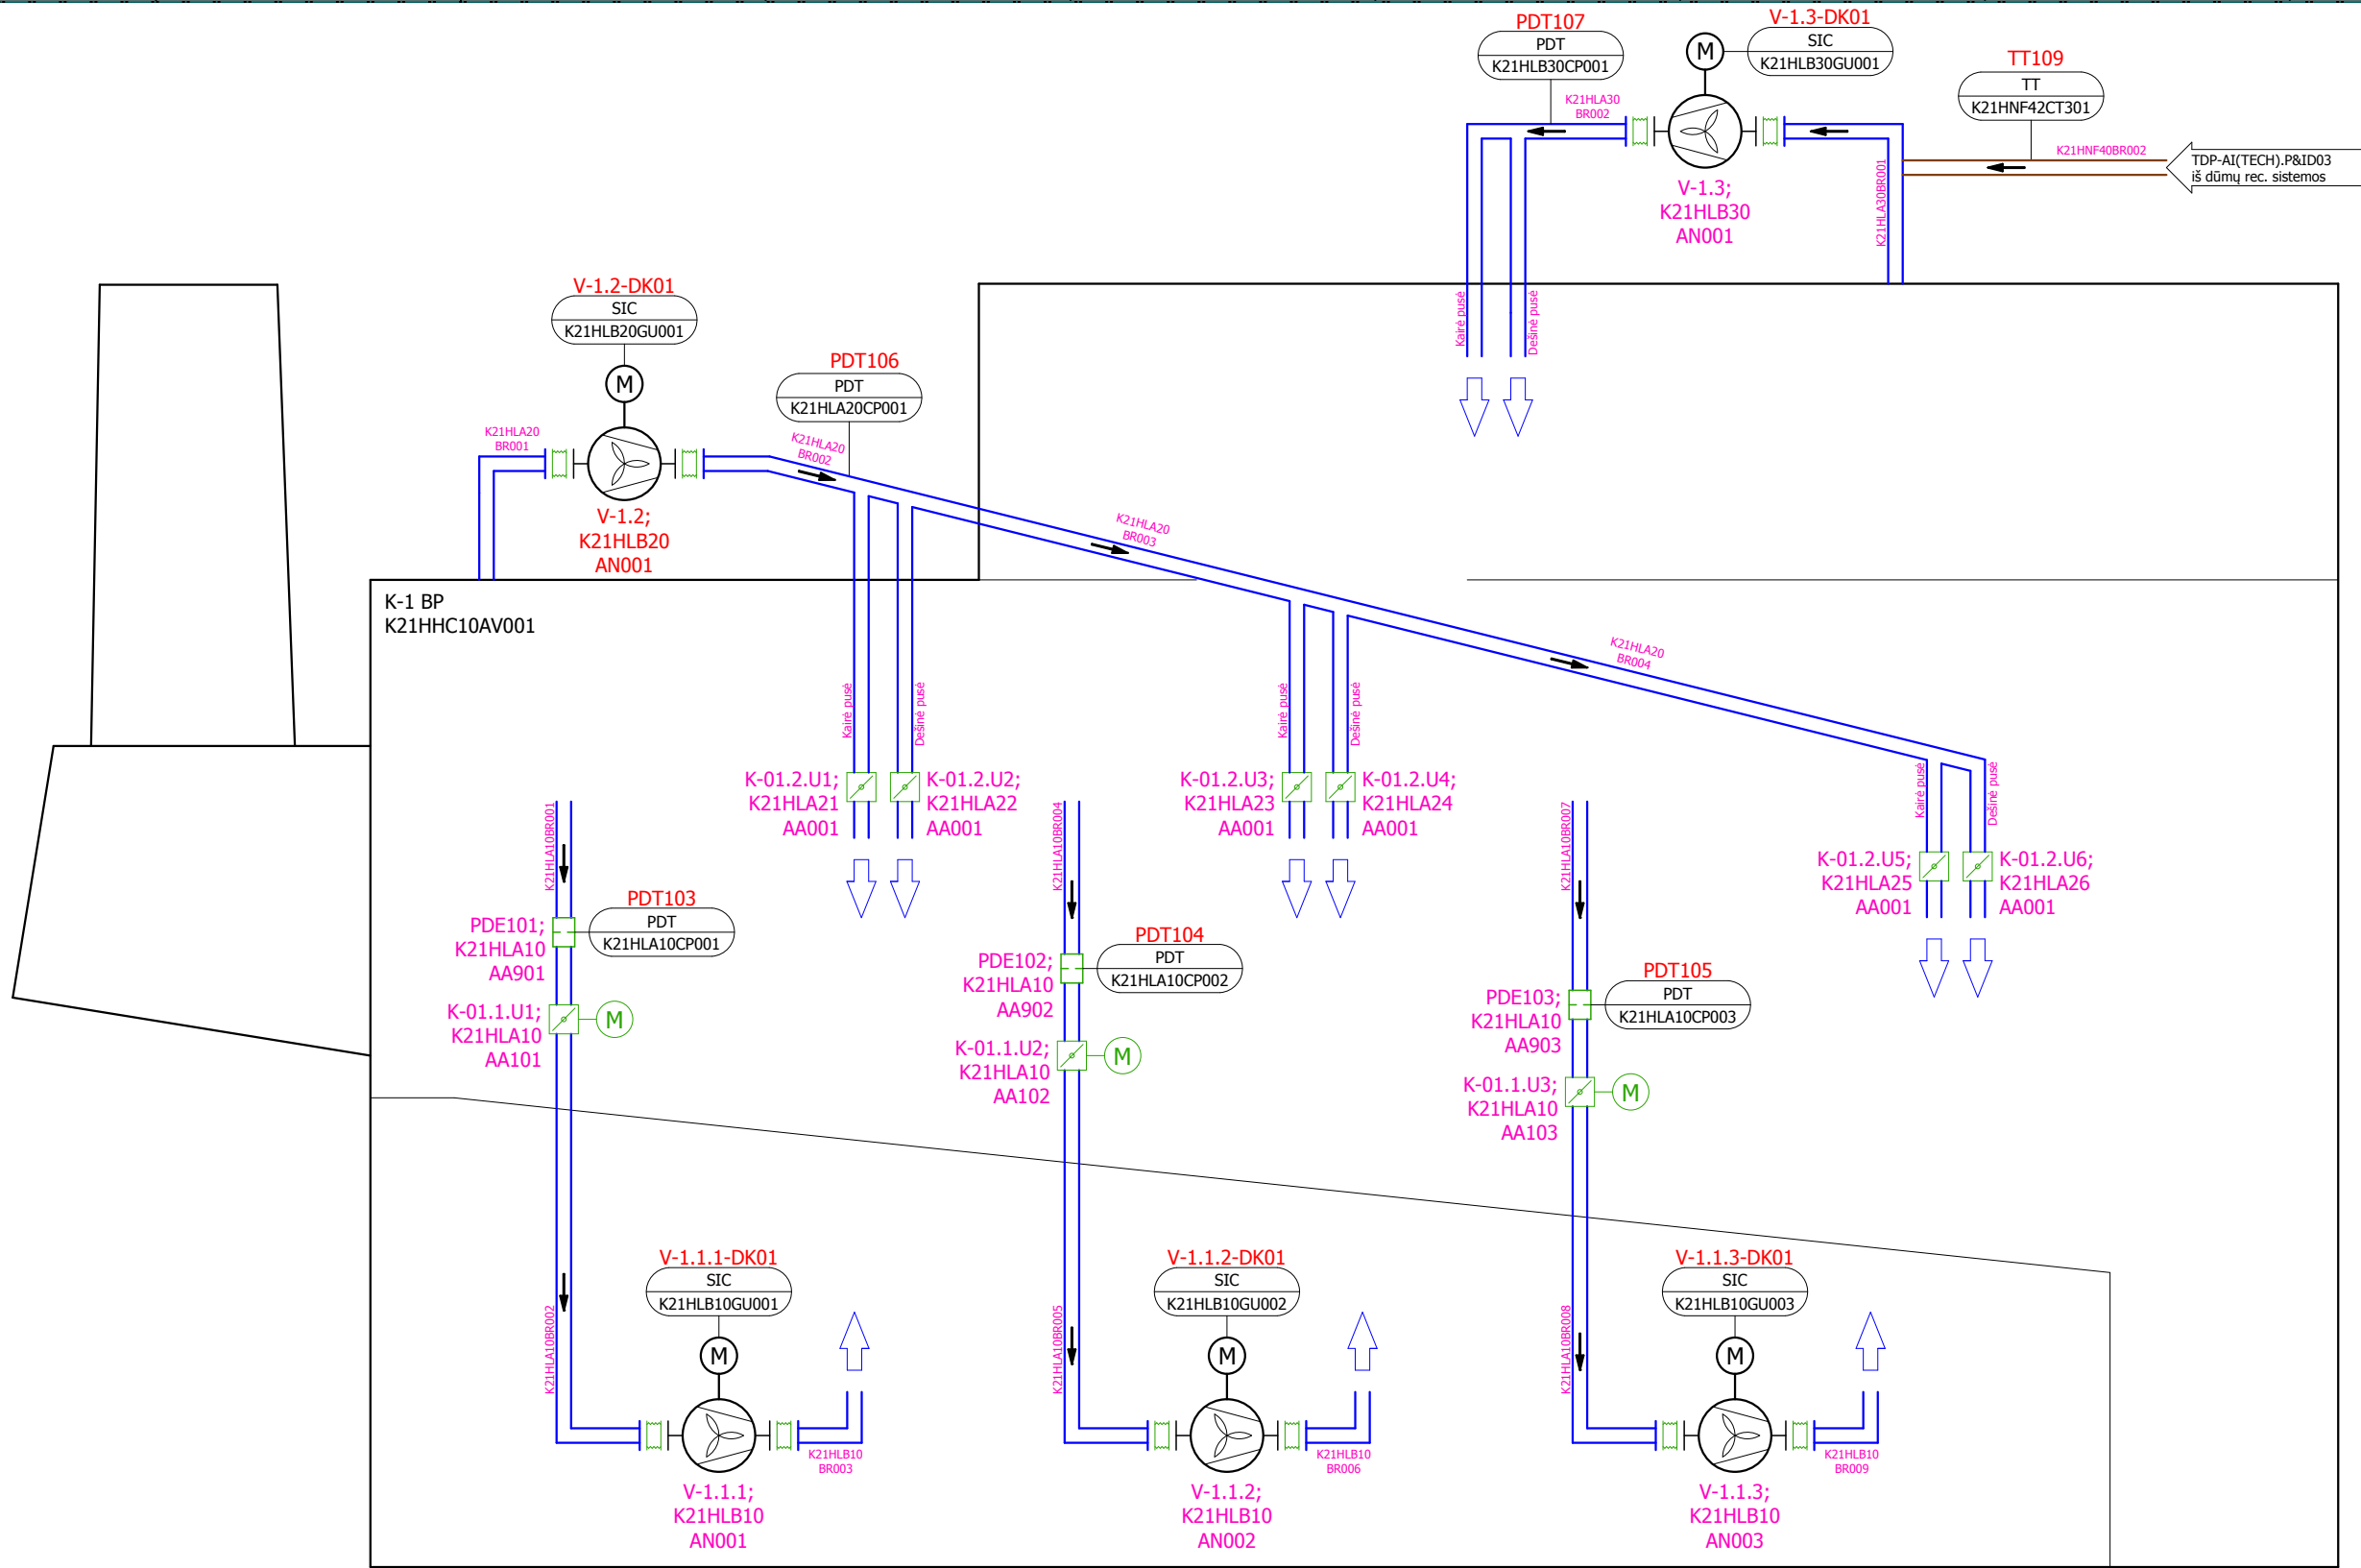 PDT107
PDT
K21HLB30CP001
V-1.3-DK01
M
SIC
K21HLB30GU001
TT109
TT
K21HNF42CT301
K21HLA30
BR002
K21HNF40BR002
TDP-AI(TECH).P&ID03
iš dūmų rec. sistemos
K21HLA30BR001
V-1.3;
K21HLB30
AN001
Kairė pusė
Dešinė pusė
V-1.2-DK01
SIC
K21HLB20GU001
M
PDT106
PDT
K21HLA20CP001
K21HLA20
BR001
K21HLA20
BR002
V-1.2;
K21HLB20
AN001
K21HLA20
BR003
K-1 BP
K21HHC10AV001
K21HLA20
BR004
Kairė pusė
Dešinė pusė
Kairė pusė
Dešinė pusė
Kairė pusė
Dešinė pusė
K-01.2.U1;
K21HLA21
AA001
K-01.2.U2;
K21HLA22
AA001
K-01.2.U3;
K21HLA23
AA001
K-01.2.U4;
K21HLA24
AA001
K-01.2.U5;
K21HLA25
AA001
K-01.2.U6;
K21HLA26
AA001
K21HLA10BR001
K21HLA10BR004
K21HLA10BR007
PDT103
PDT
K21HLA10CP001
PDE101;
K21HLA10
AA901
K-01.1.U1;
K21HLA10
AA101
M
PDT104
PDT
K21HLA10CP002
PDE102;
K21HLA10
AA902
K-01.1.U2;
K21HLA10
AA102
M
PDT105
PDT
K21HLA10CP003
PDE103;
K21HLA10
AA903
K-01.1.U3;
K21HLA10
AA103
M
V-1.1.1-DK01
SIC
K21HLB10GU001
M
K21HLA10BR002
K21HLB10
BR003
V-1.1.1;
K21HLB10
AN001
V-1.1.2-DK01
SIC
K21HLB10GU002
M
K21HLA10BR005
K21HLB10
BR006
V-1.1.2;
K21HLB10
AN002
V-1.1.3-DK01
SIC
K21HLB10GU003
M
K21HLA10BR008
K21HLB10
BR009
V-1.1.3;
K21HLB10
AN003